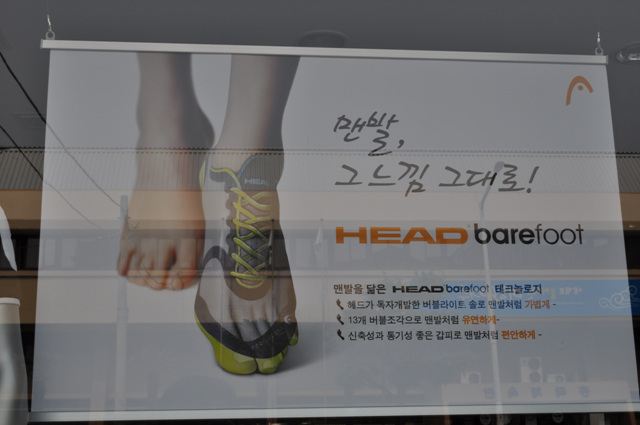 맨발,
그 느낌 그대로!
HEAD barefoot
맨발을 닮은 HEAD barefoot 테크놀로지
헤드가 독자개발한 버블라이트 솔로 맨발처럼 가볍게~
13개 버블조각으로 맨발처럼 유연하게~
신축성과 통기성 좋은 갑피로 맨발처럼 편안하게~
HEAD